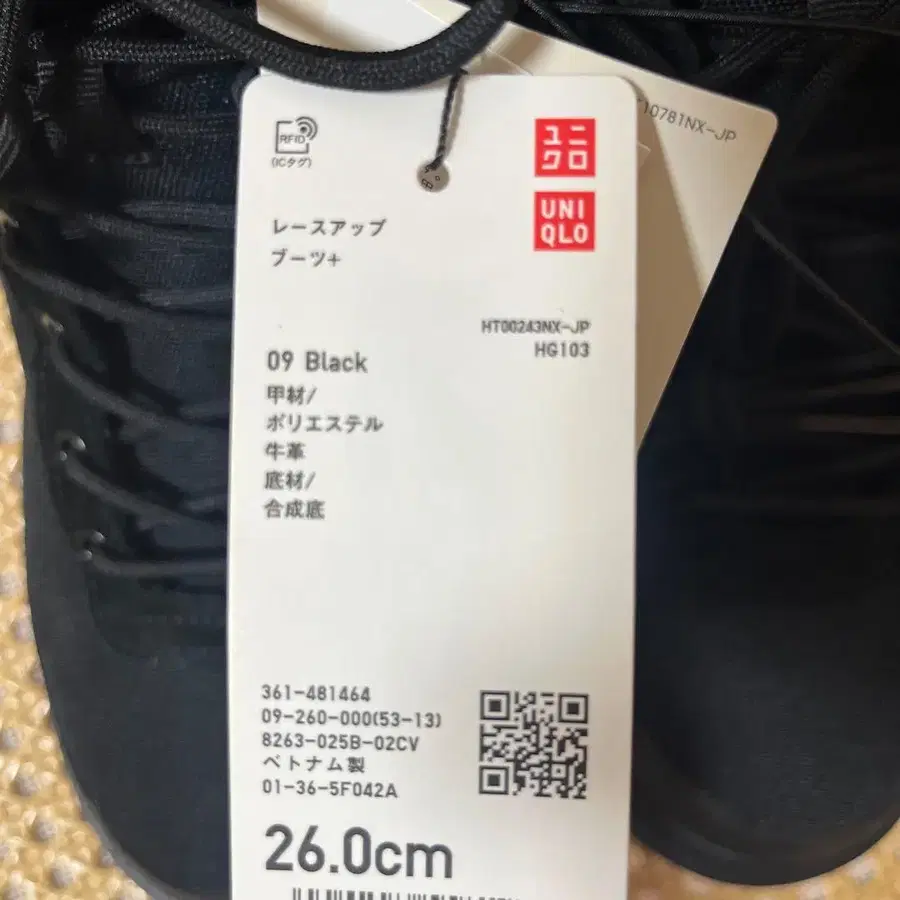 RFID
(ICタグ)
ユニ
クロ
UNI
QLO
10781NX-JP
レースアップ
ブーツ+
HT00243NX-JP
HG103
09 Black
甲材/
ポリエステル
牛革
底材/
合成底
361-481464
09-260-000(53-13)
8263-025B-02CV
ベトナム製
01-36-5F042A
26.0cm